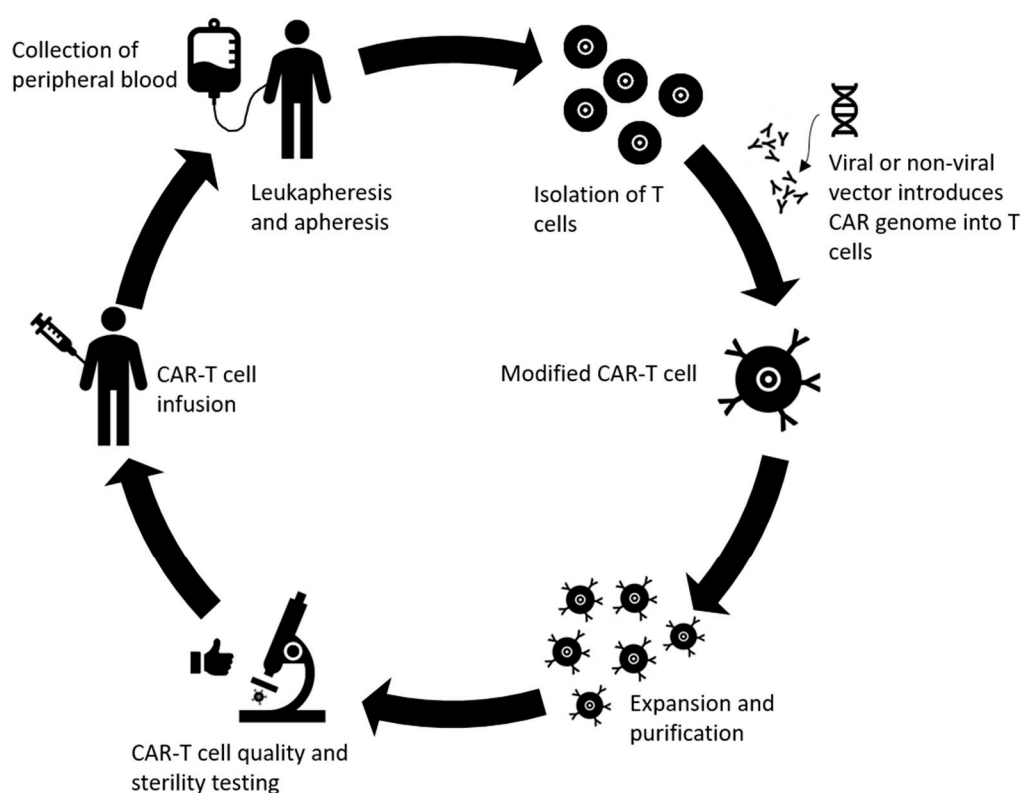 Collection of
peripheral blood
Leukapheresis
and apheresis
Isolation of T
cells
Viral or non-viral
vector introduces
CAR genome into T
cells
Modified CAR-T cell
Expansion and
purification
CAR-T cell quality and
sterility testing
CAR-T cell
infusion